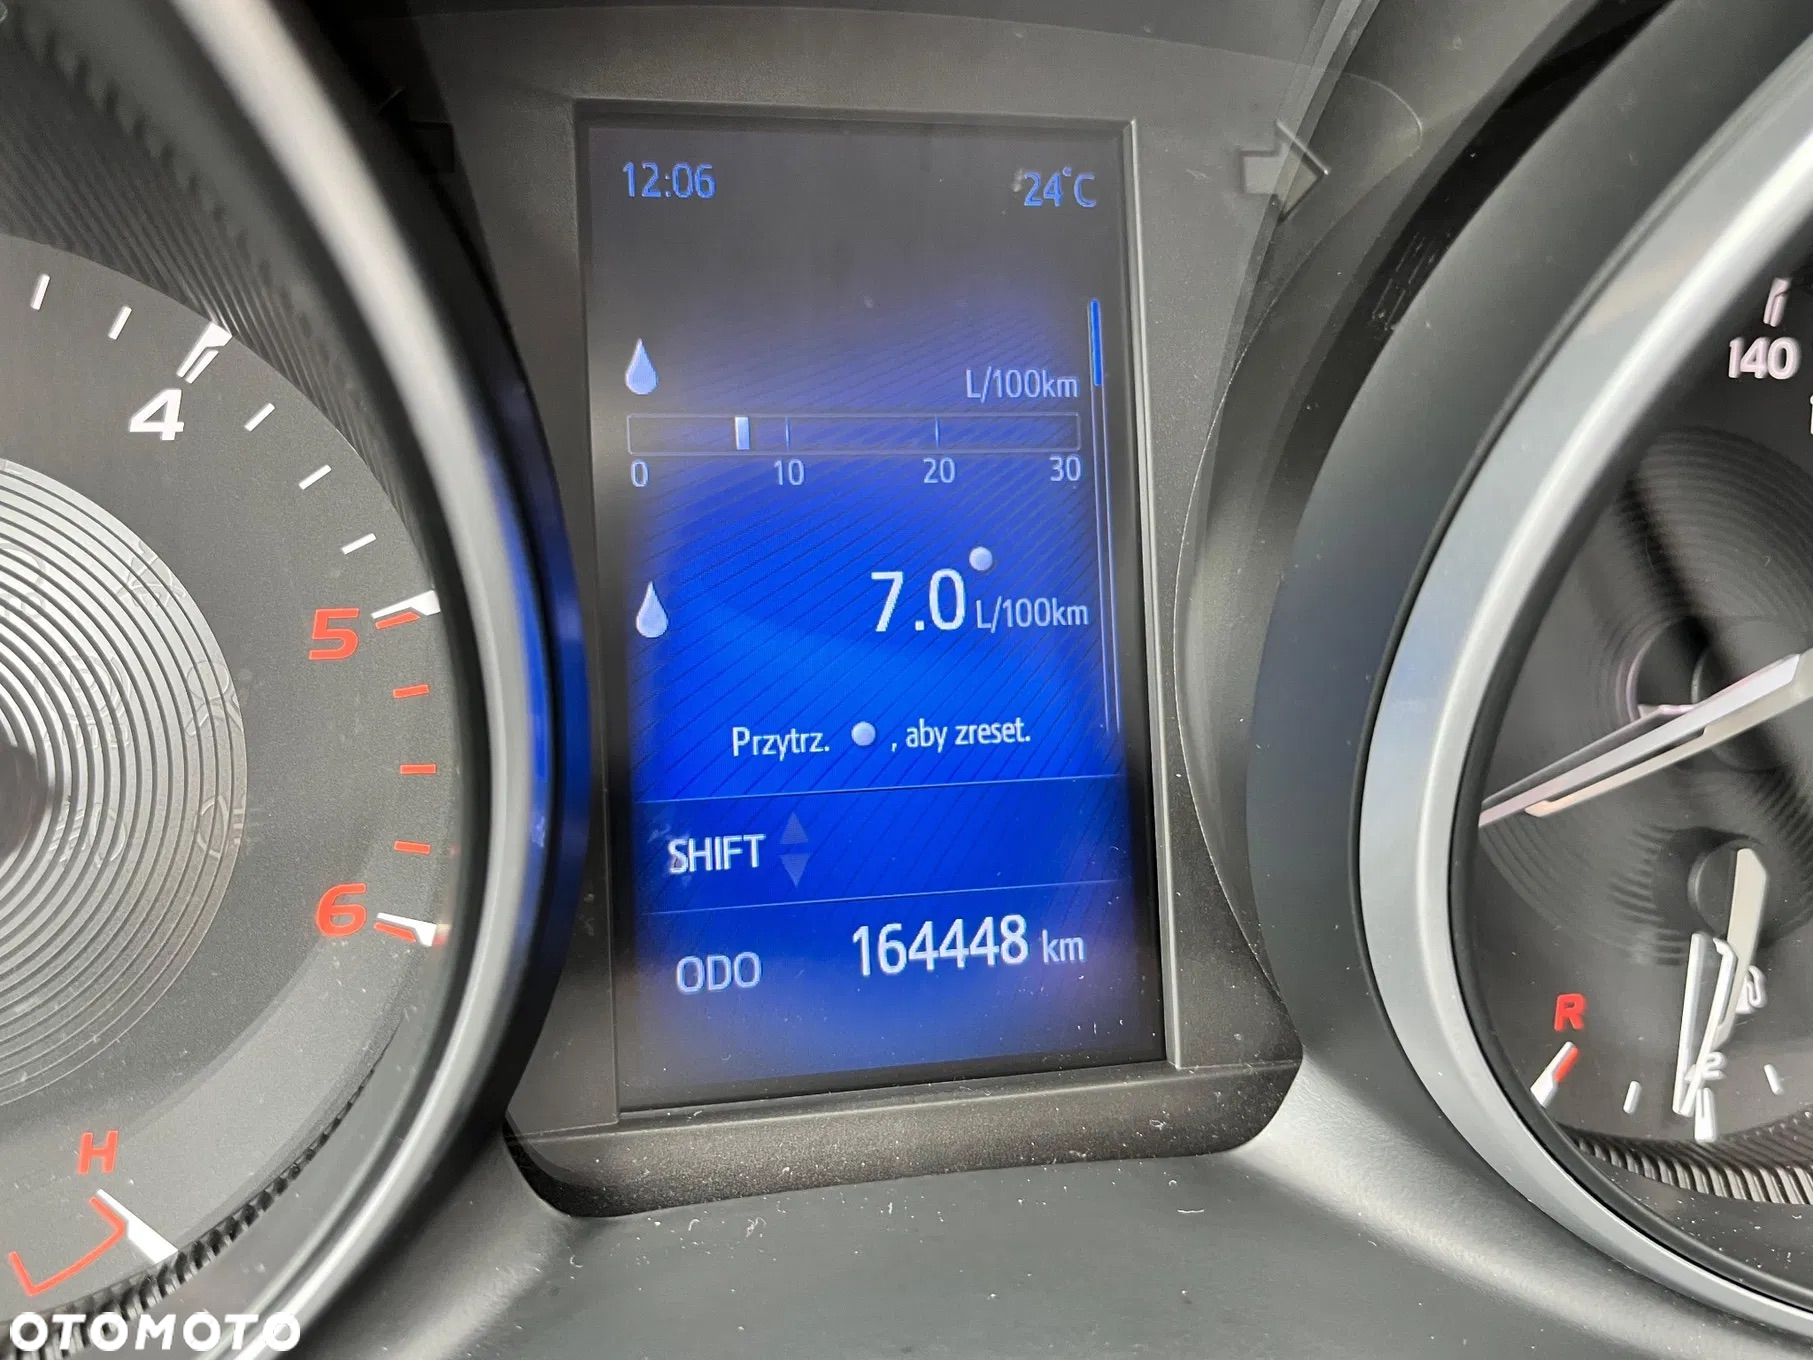 12:06 24°C
L/100km
0 10 20 30
7.0 L/100km
Przytrz. , aby zreset.
SHIFT
ODO 164448 km
4
5
6
H
140
R
OTOMOTO